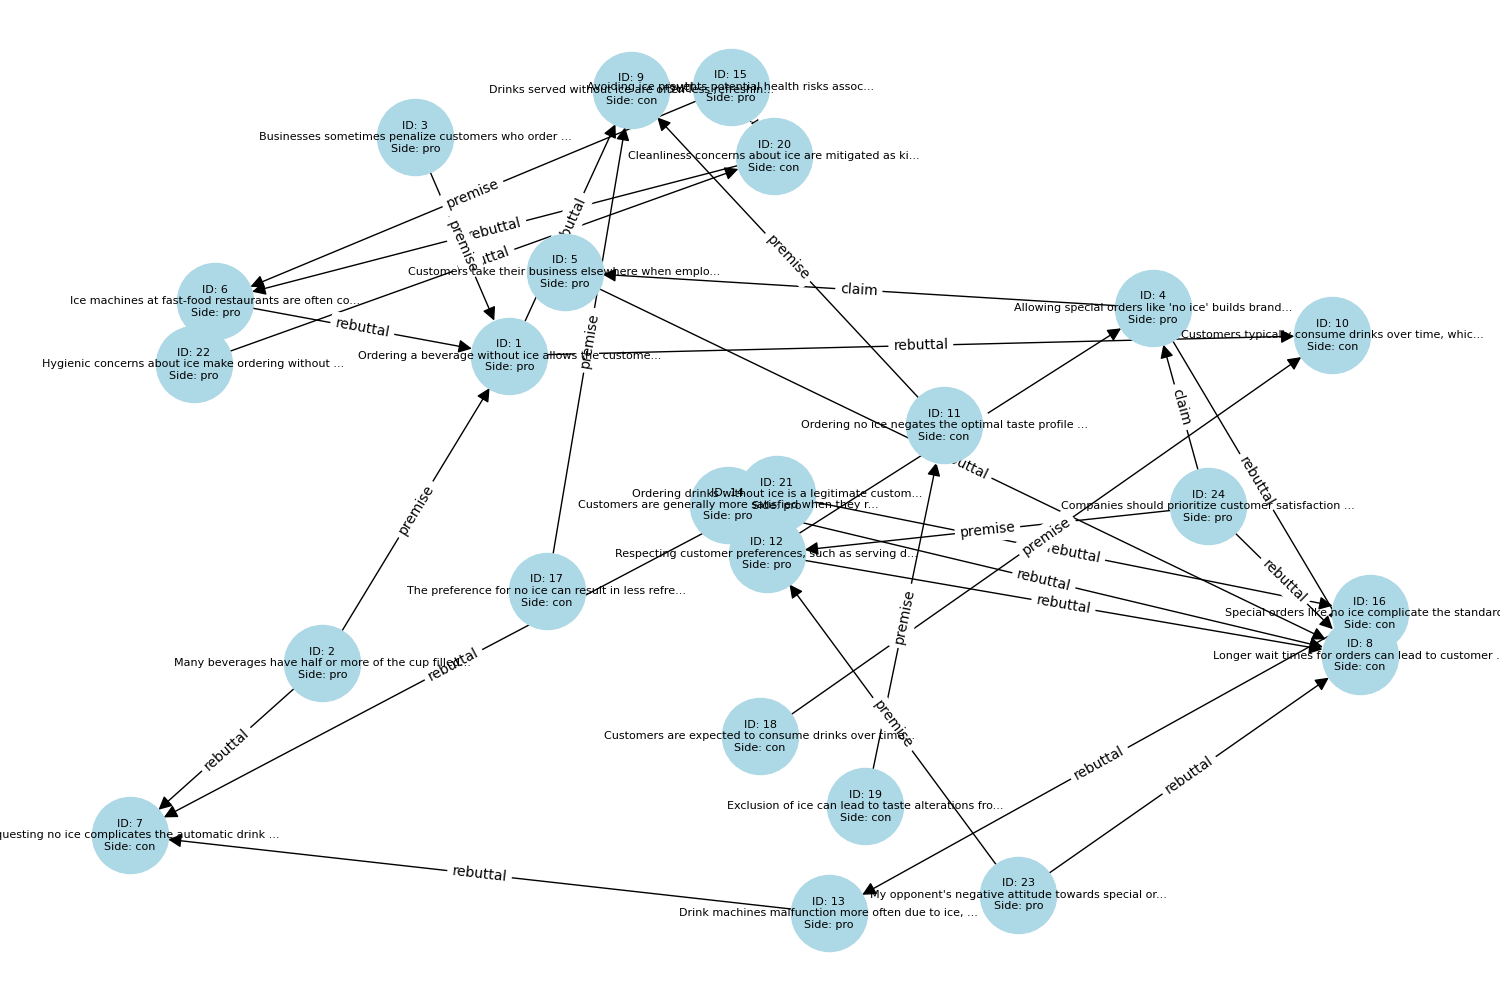 ID: 9
Drinks served without ice are often less refreshin...
Side: con
ID: 15
Avoiding ice prevents potential health risks assoc...
Side: pro
ID: 3
Businesses sometimes penalize customers who order ...
Side: pro
ID: 20
Cleanliness concerns about ice are mitigated as ki...
Side: con
premise
rebuttal
premise
premise
ID: 5
Customers take their business elsewhere when emplo...
Side: pro
ID: 6
Ice machines at fast-food restaurants are often co...
Side: pro
claim
ID: 4
Allowing special orders like 'no ice' builds brand...
Side: pro
ID: 10
Customers typically consume drinks over time, whic...
Side: con
rebuttal
premise
ID: 22
Hygienic concerns about ice make ordering without ...
Side: pro
ID: 1
Ordering a beverage without ice allows the custome...
Side: pro
rebuttal
claim
ID: 11
Ordering no ice negates the optimal taste profile ...
Side: con
rebuttal
premise
ID: 21
Ordering drinks without ice is a legitimate custom...
Side: pro
ID: 14
Customers are generally more satisfied when they r...
Side: pro
ID: 24
Companies should prioritize customer satisfaction ...
Side: pro
premise
premise
rebuttal
ID: 12
Respecting customer preferences, such as serving d...
Side: pro
rebuttal
rebuttal
rebuttal
ID: 17
The preference for no ice can result in less refre...
Side: con
premise
ID: 16
Special orders like no ice complicate the standard
Side: con
ID: 8
Longer wait times for orders can lead to customer ...
Side: con
ID: 2
Many beverages have half or more of the cup filled...
Side: pro
rebuttal
rebuttal
premise
ID: 18
Customers are expected to consume drinks over time...
Side: con
rebuttal
rebuttal
ID: 19
Exclusion of ice can lead to taste alterations fro...
Side: con
ID: 7
questing no ice complicates the automatic drink ...
Side: con
rebuttal
ID: 23
My opponent's negative attitude towards special or...
Side: pro
ID: 13
Drink machines malfunction more often due to ice, ...
Side: pro